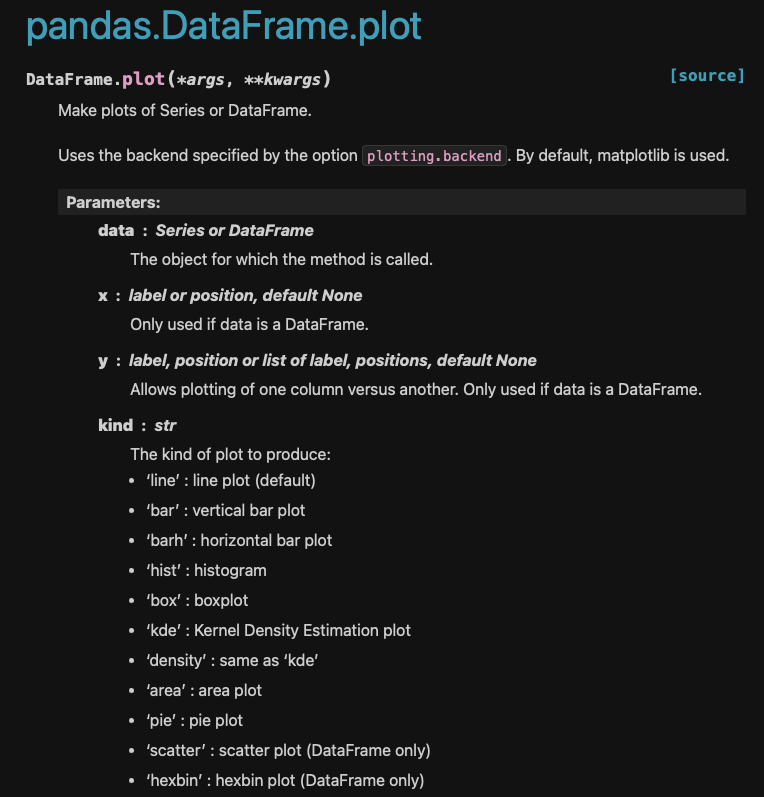 pandas.DataFrame.plot
DataFrame.plot(*args, **kwargs) [source]
Make plots of Series or DataFrame.
Uses the backend specified by the option plotting.backend. By default, matplotlib is used.
Parameters:
data : Series or DataFrame
The object for which the method is called.
x : label or position, default None
Only used if data is a DataFrame.
y : label, position or list of label, positions, default None
Allows plotting of one column versus another. Only used if data is a DataFrame.
kind : str
The kind of plot to produce:
• ‘line’ : line plot (default)
• ‘bar’ : vertical bar plot
• ‘barh’ : horizontal bar plot
• ‘hist’ : histogram
• ‘box’ : boxplot
• ‘kde’ : Kernel Density Estimation plot
• ‘density’ : same as ‘kde’
• ‘area’ : area plot
• ‘pie’ : pie plot
• ‘scatter’ : scatter plot (DataFrame only)
• ‘hexbin’ : hexbin plot (DataFrame only)